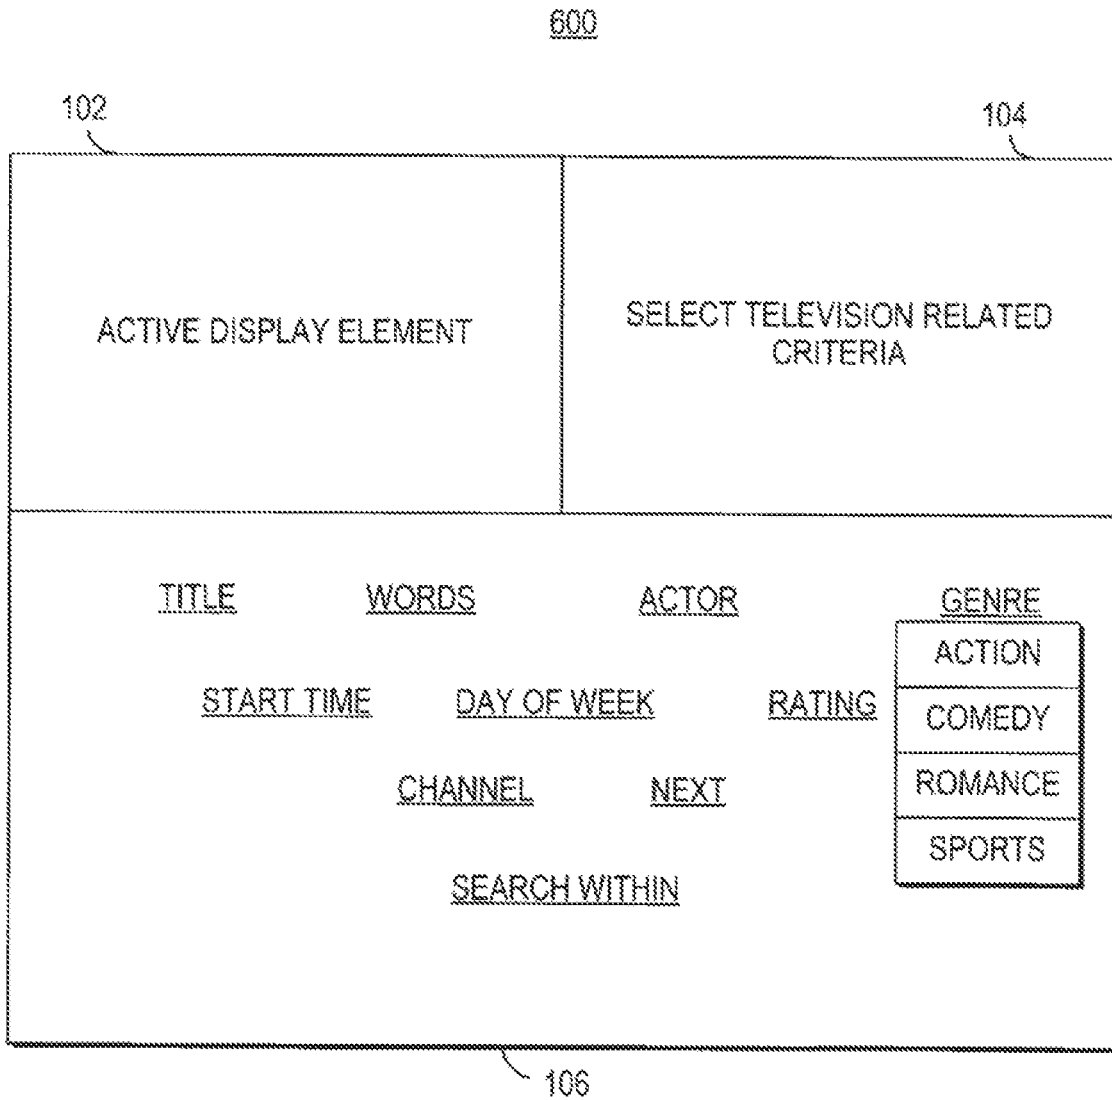 600
102
104
ACTIVE DISPLAY ELEMENT
SELECT TELEVISION RELATED
CRITERIA
TITLE WORDS ACTOR GENRE
ACTION
START TIME DAY OF WEEK RATING
COMEDY
CHANNEL NEXT
ROMANCE
SPORTS
SEARCH WITHIN
106